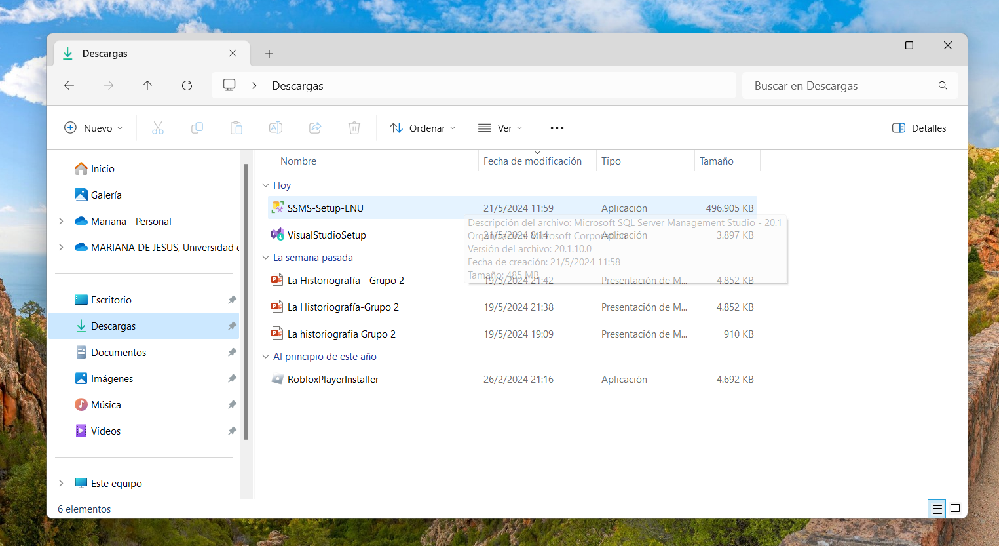 Descargas
Descargas
Buscar en Descargas
Nuevo
Ordenar
Ver
Detalles
Inicio
Galería
Mariana - Personal
MARIANA DE JESUS, Universidad
Escritorio
Descargas
Documentos
Imágenes
Música
Videos
Este equipo
Nombre Fecha de modificación Tipo Tamaño
Hoy
SSMS-Setup-ENU 21/5/2024 11:59 Aplicación 496.905 KB
VisualStudioSetup 21/5/2024 8:14 Aplicación 3.897 KB
Descripción del archivo: Microsoft SQL Server Management Studio - 20.1
Organización: Microsoft Corporation
Versión del archivo: 20.1.10.0
Fecha de creación: 21/5/2024 11:58
Tamaño: 485 MB
La semana pasada
La Historiografía - Grupo 2 19/5/2024 21:42 Presentación de M... 4.852 KB
La Historiografía-Grupo 2 19/5/2024 21:38 Presentación de M... 4.852 KB
La historiografia Grupo 2 19/5/2024 19:09 Presentación de M... 910 KB
Al principio de este año
RobloxPlayerInstaller 26/2/2024 21:16 Aplicación 4.692 KB
6 elementos